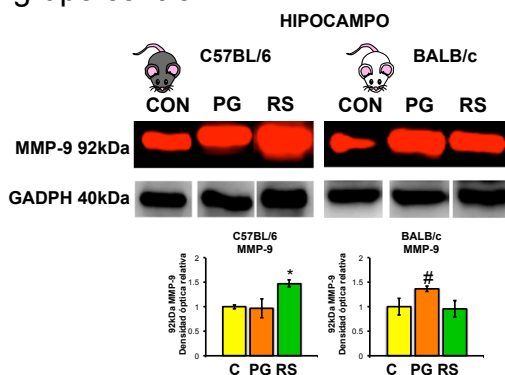 HIPOCAMPO
C57BL/6 BALB/c
CON PG RS CON PG RS
MMP-9 92kDa
GADPH 40kDa
C57BL/6
MMP-9
92kDa MMP-9
Densidad óptica relativa
2
1.5
1
0.5
0
*
C PG RS
BALB/c
MMP-9
92kDa MMP-9
Densidad óptica relativa
2
1.5
1
0.5
0
#
C PG RS